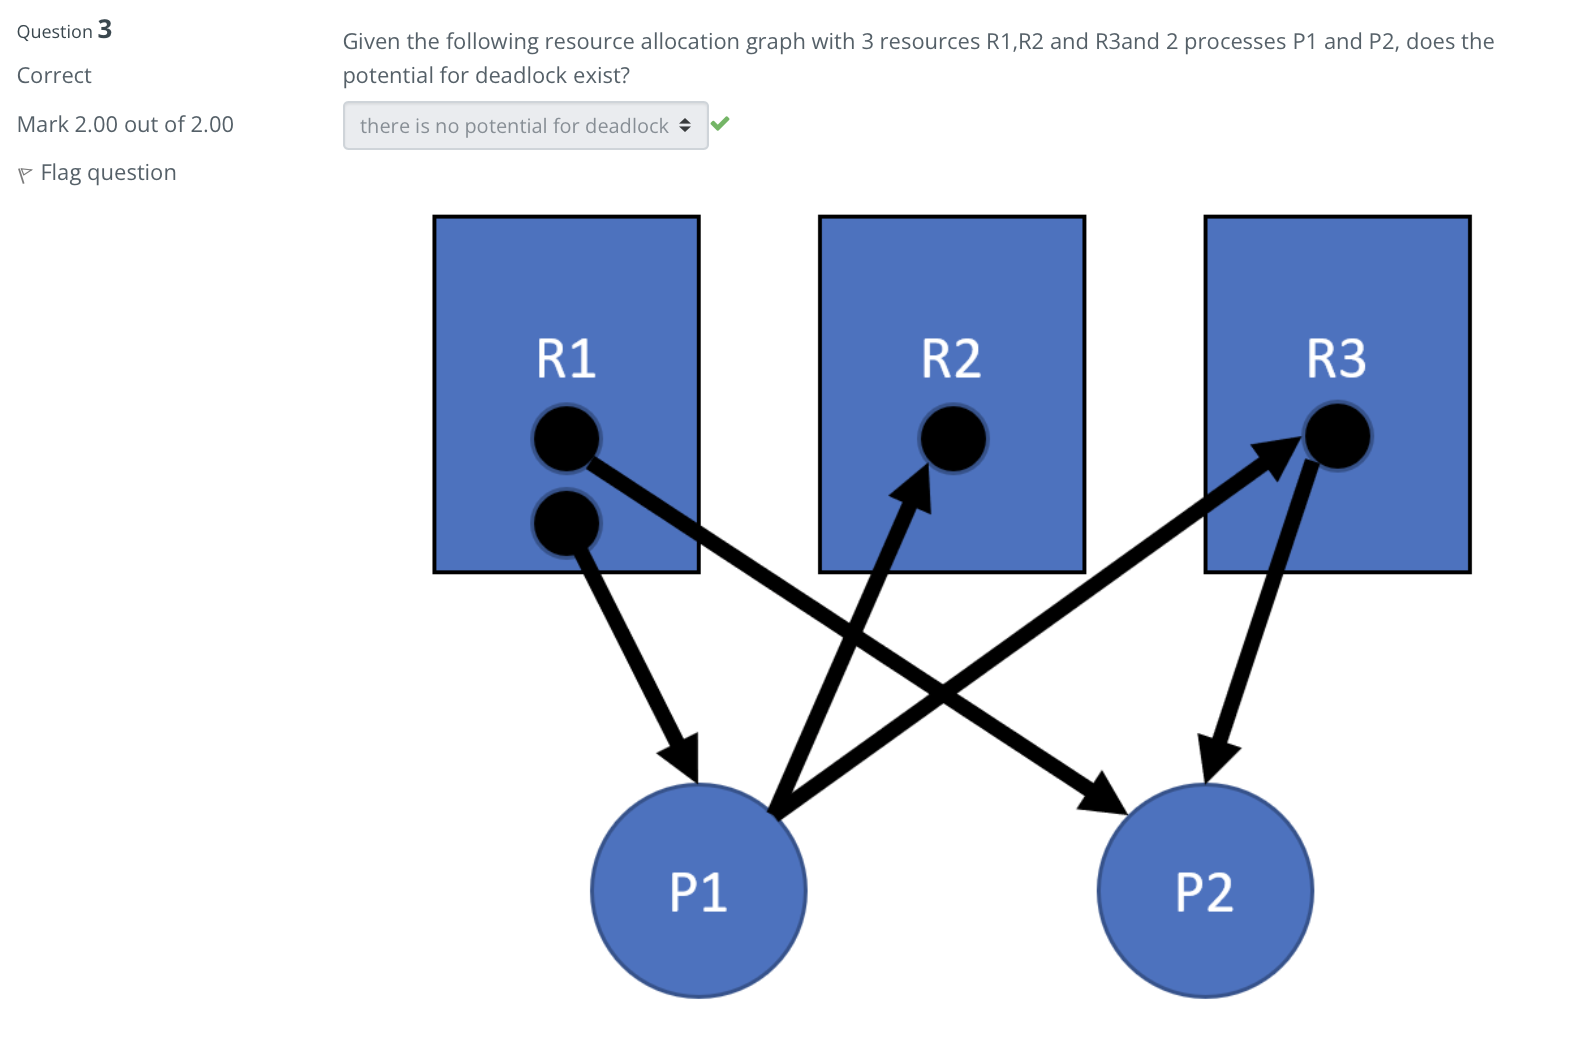 Question 3
Correct
Mark 2.00 out of 2.00
Flag question
Given the following resource allocation graph with 3 resources R1,R2 and R3and 2 processes P1 and P2, does the
potential for deadlock exist?
there is no potential for deadlock
R1
R2
R3
P1
P2